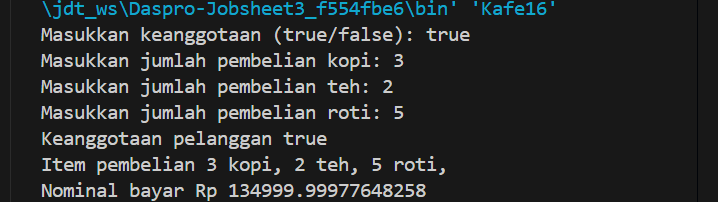 \jdt_ws\Daspro-Jobsheet3_f554fbe6\bin' 'Kafe16'
Masukkan keanggotaan (true/false): true
Masukkan jumlah pembelian kopi: 3
Masukkan jumlah pembelian teh: 2
Masukkan jumlah pembelian roti: 5
Keanggotaan pelanggan true
Item pembelian 3 kopi, 2 teh, 5 roti,
Nominal bayar Rp 134999.99977648258